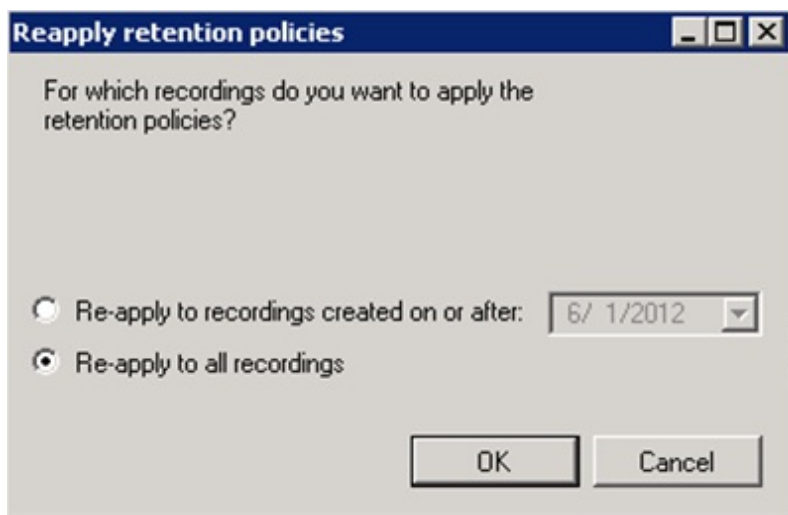 Reapply retention policies
For which recordings do you want to apply the
retention policies?
Re-apply to recordings created on or after: 6/ 1/2012
Re-apply to all recordings
OK Cancel